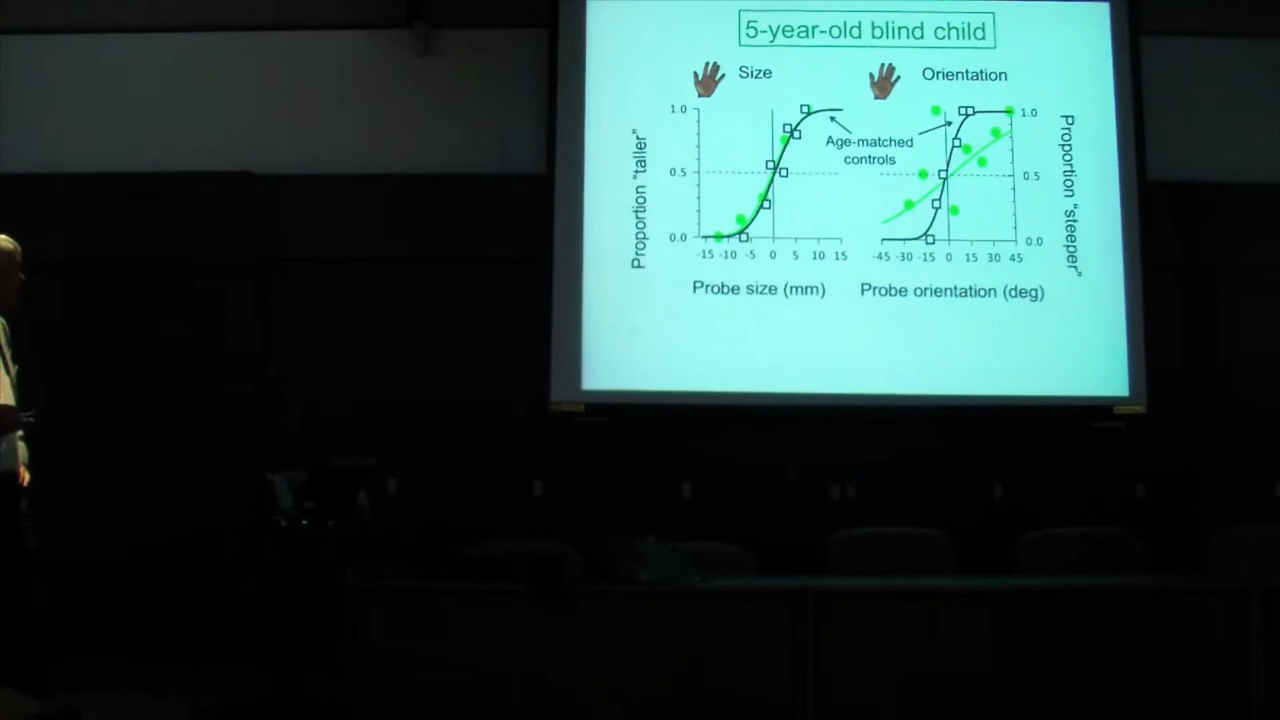 5-year-old blind child
Size
Orientation
Proportion "taller"
1.0
0.5
0.0
-15 -10 -5 0 5 10 15
Probe size (mm)
Age-matched
controls
1.0
0.5
0.0
-45 -30 -15 0 15 30 45
Probe orientation (deg)
Proportion "steeper"